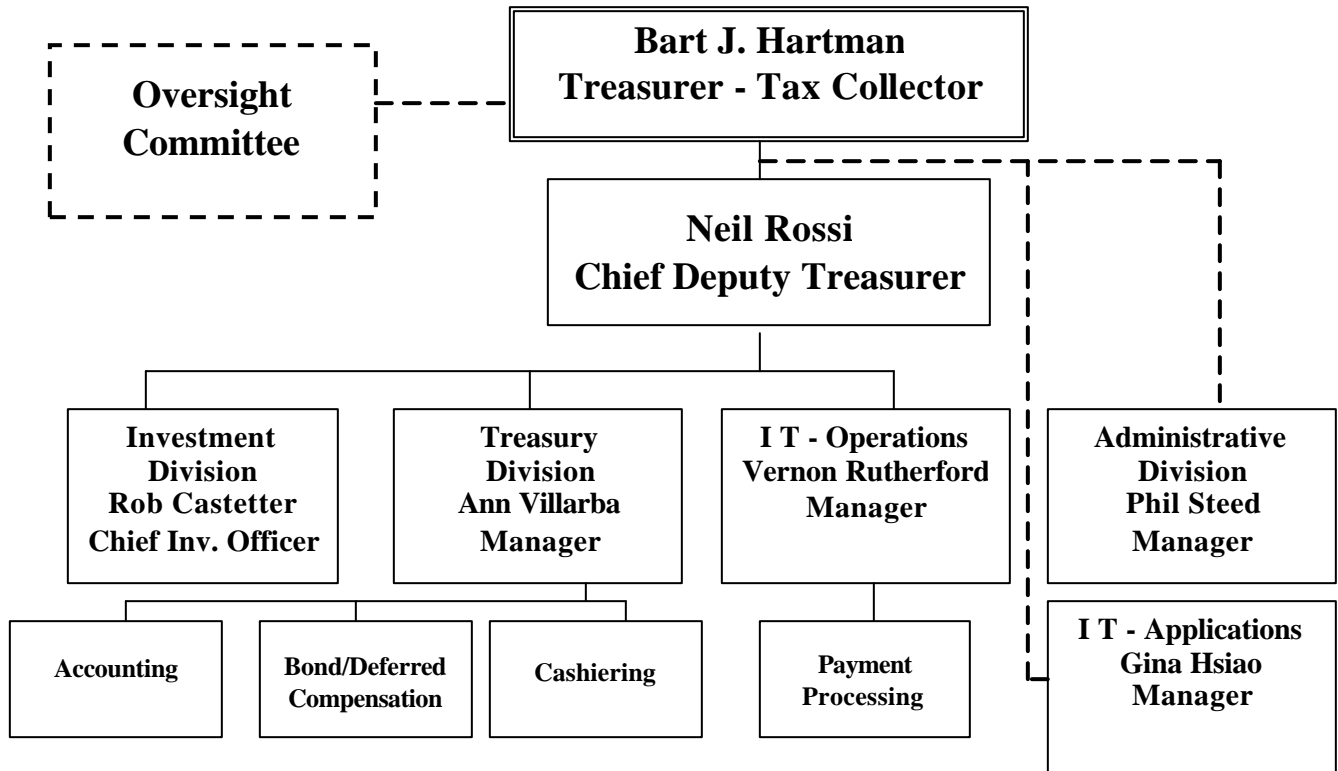 Bart J. Hartman
Treasurer - Tax Collector
Oversight
Committee
Neil Rossi
Chief Deputy Treasurer
Investment
Division
Rob Castetter
Chief Inv. Officer
Treasury
Division
Ann Villarba
Manager
I T - Operations
Vernon Rutherford
Manager
Administrative
Division
Phil Steed
Manager
Accounting
Bond/Deferred
Compensation
Cashiering
Payment
Processing
I T - Applications
Gina Hsiao
Manager